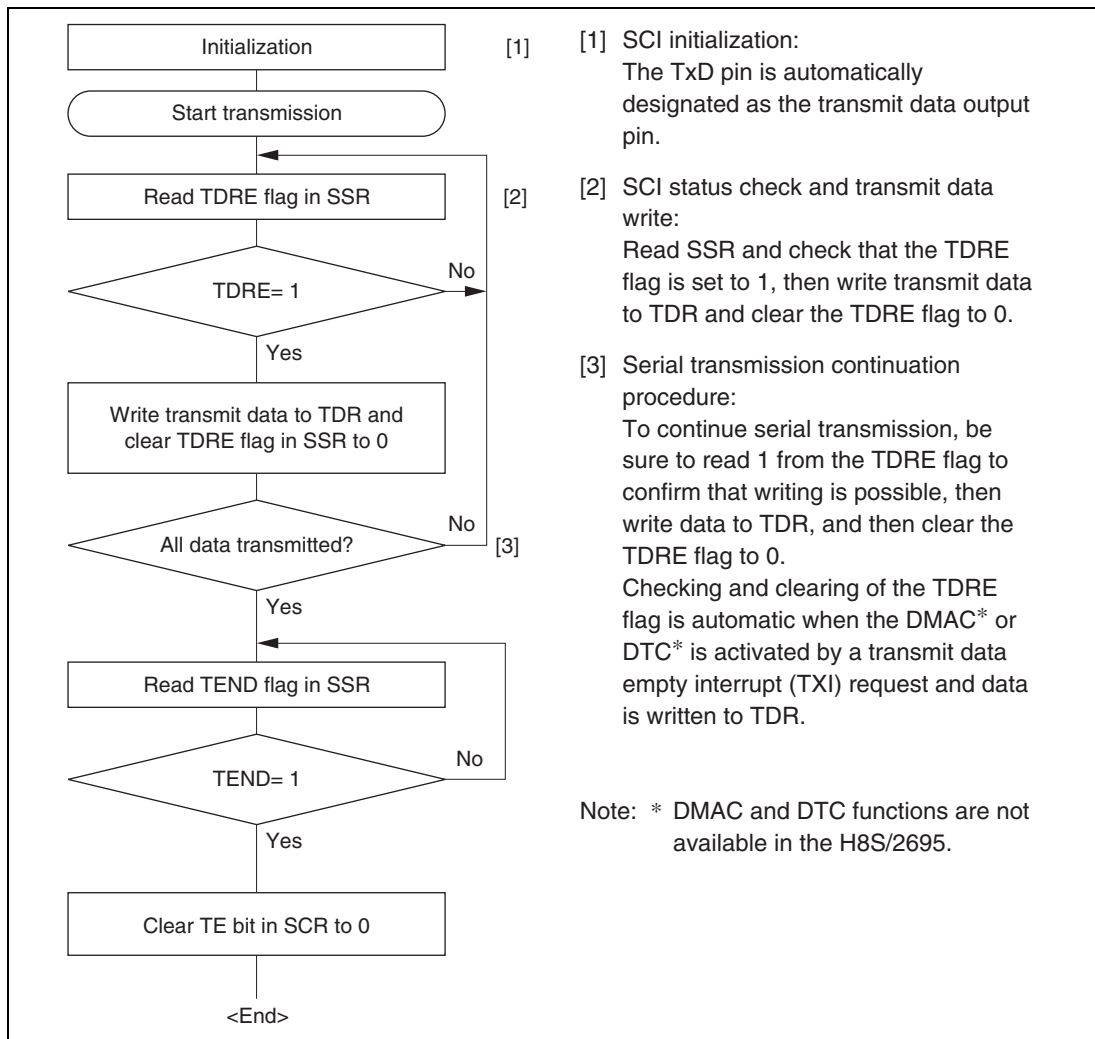 Initialization
[1]
Start transmission
Read TDRE flag in SSR
[2]
TDRE= 1
No
Yes
Write transmit data to TDR and
clear TDRE flag in SSR to 0
All data transmitted?
No
[3]
Yes
Read TEND flag in SSR
TEND= 1
No
Yes
Clear TE bit in SCR to 0
<End>
[1] SCI initialization:
The TxD pin is automatically
designated as the transmit data output
pin.
[2] SCI status check and transmit data
write:
Read SSR and check that the TDRE
flag is set to 1, then write transmit data
to TDR and clear the TDRE flag to 0.
[3] Serial transmission continuation
procedure:
To continue serial transmission, be
sure to read 1 from the TDRE flag to
confirm that writing is possible, then
write data to TDR, and then clear the
TDRE flag to 0.
Checking and clearing of the TDRE
flag is automatic when the DMAC* or
DTC* is activated by a transmit data
empty interrupt (TXI) request and data
is written to TDR.
Note: * DMAC and DTC functions are not
available in the H8S/2695.